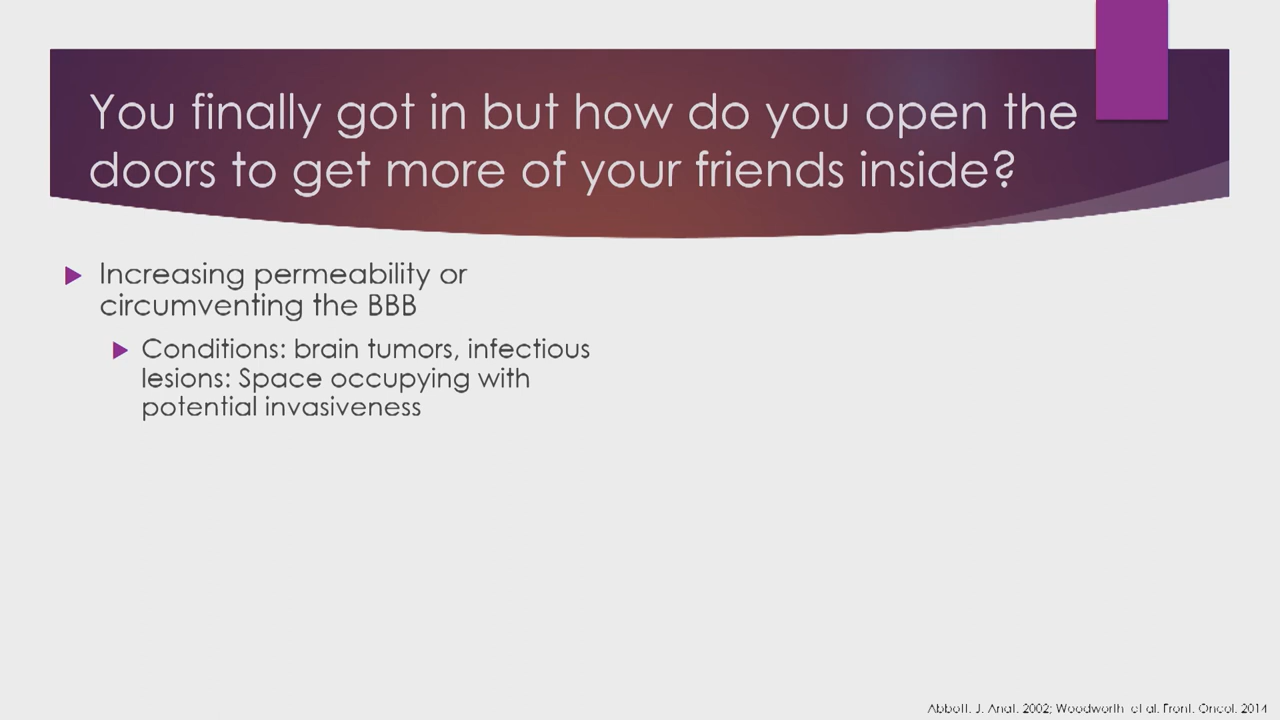 You finally got in but how do you open the
doors to get more of your friends inside?
Increasing permeability or
circumventing the BBB
Conditions: brain tumors, infectious
lesions: Space occupying with
potential invasiveness
Abbott. J. Anat. 2002; Woodworth et al. Front. Oncol. 2014